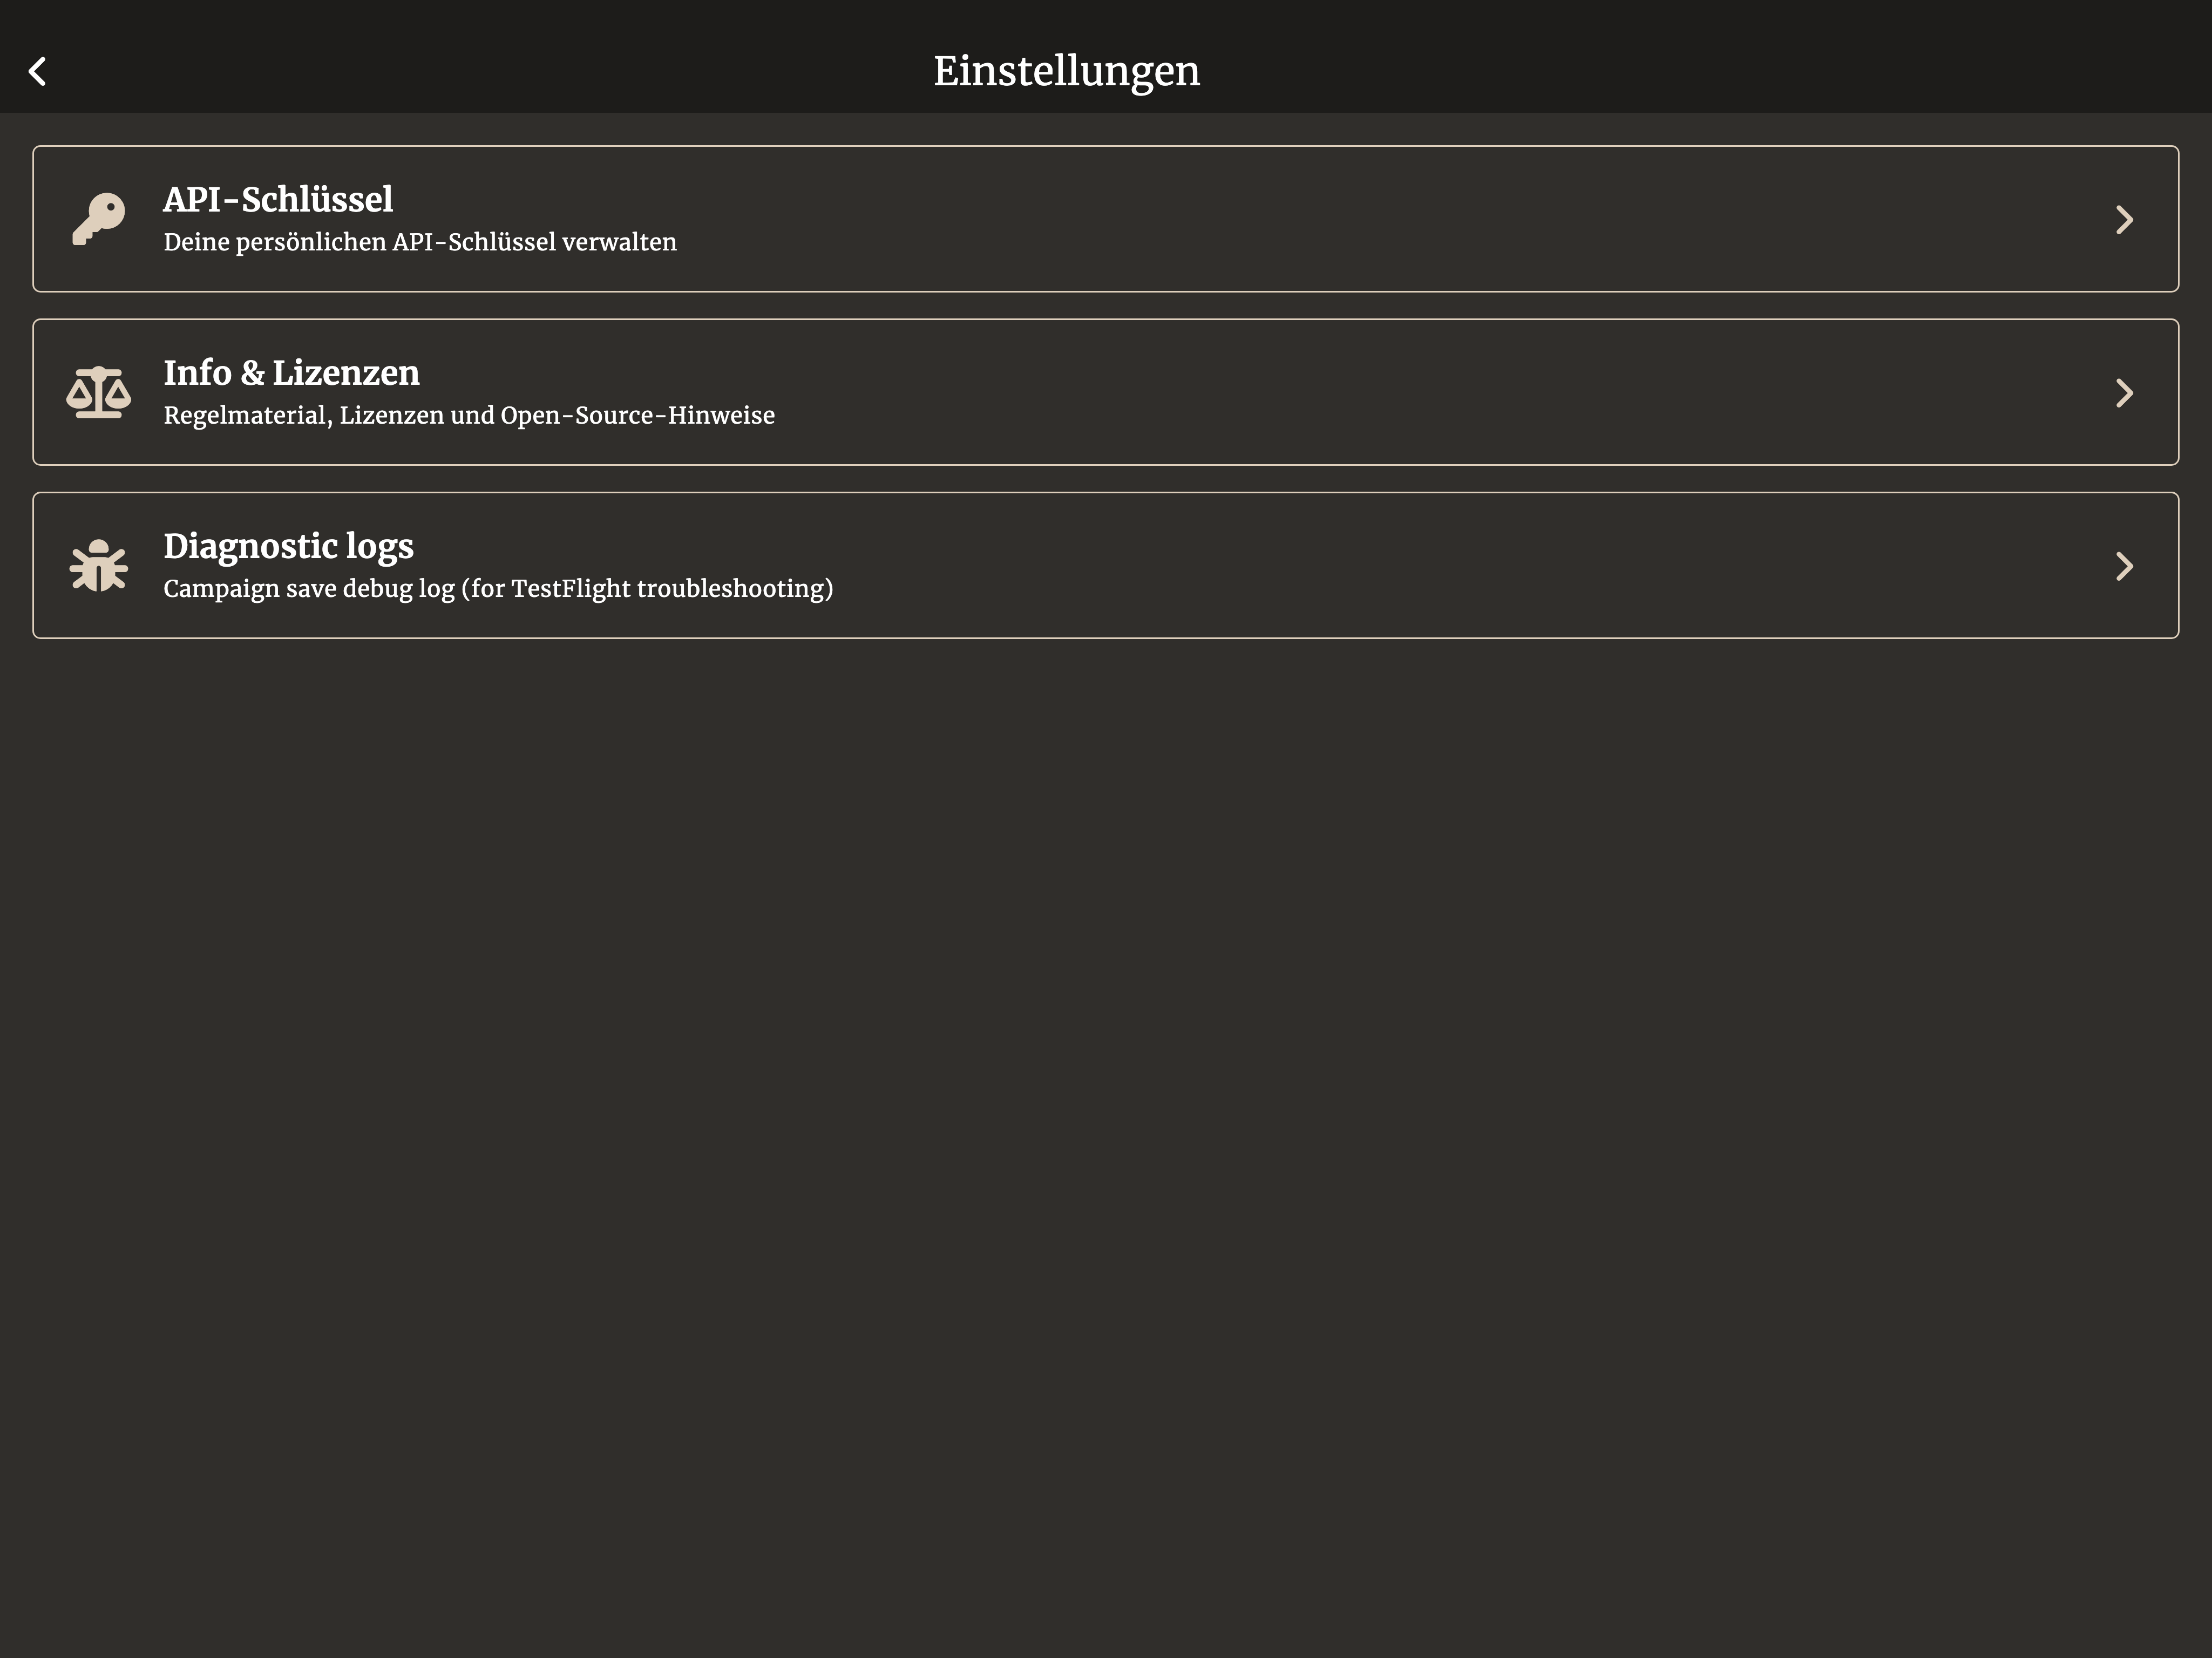 Einstellungen
API-Schlüssel
Deine persönlichen API-Schlüssel verwalten
Info & Lizenzen
Regelmaterial, Lizenzen und Open-Source-Hinweise
Diagnostic logs
Campaign save debug log (for TestFlight troubleshooting)